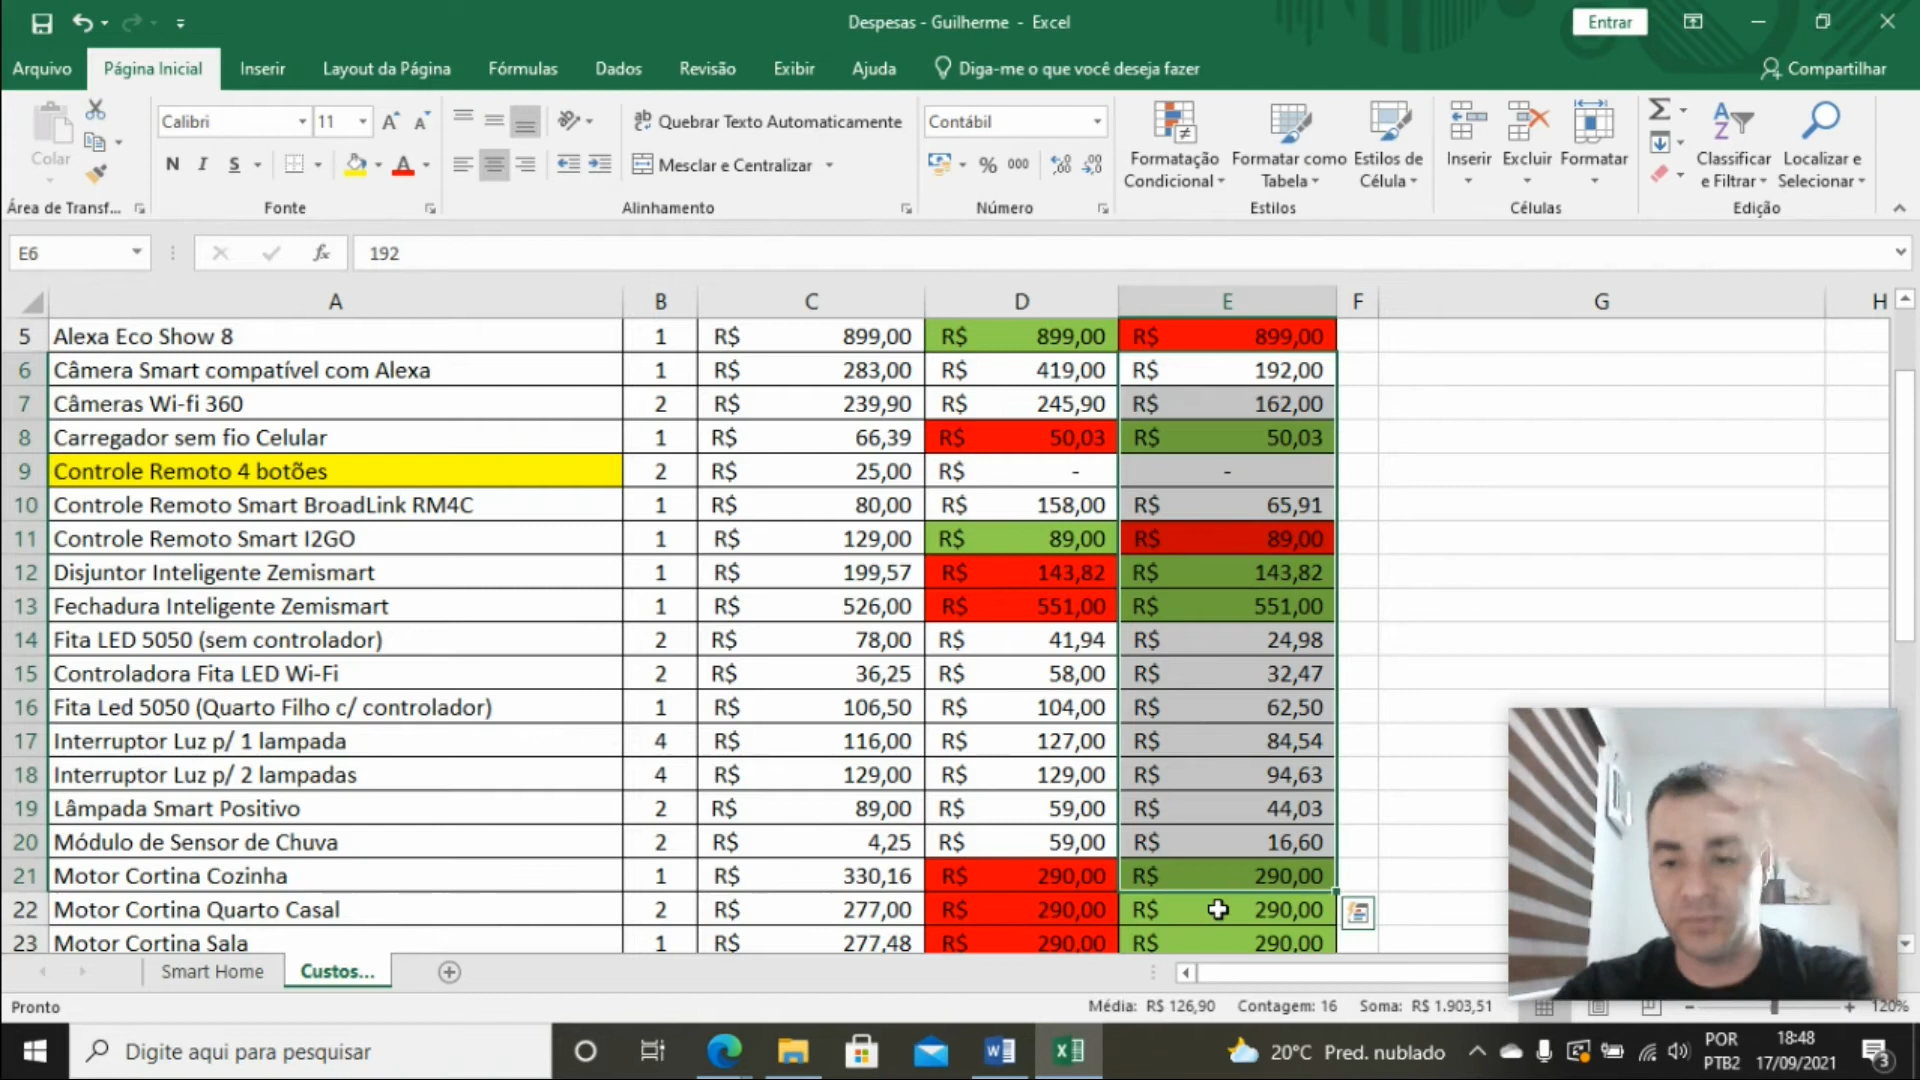 Despesas - Guilherme - Excel
Entrar
Arquivo Página Inicial Inserir Layout da Página Fórmulas Dados Revisão Exibir Ajuda Diga-me o que você deseja fazer Compartilhar
Colar
Área de Transf...
Calibri 11
N I S
Fonte
Quebrar Texto Automaticamente
Mesclar e Centralizar
Alinhamento
Contábil
% 000
Número
Formatação Condicional
Formatar como Tabela
Estilos de Célula
Estilos
Inserir Excluir Formatar
Células
Classificar e Filtrar
Localizar e Selecionar
Edição
E6 fx 192
A B C D E F G H
5 Alexa Eco Show 8 1 R$ 899,00 R$ 899,00 R$ 899,00
6 Câmera Smart compatível com Alexa 1 R$ 283,00 R$ 419,00 R$ 192,00
7 Câmeras Wi-fi 360 2 R$ 239,90 R$ 245,90 R$ 162,00
8 Carregador sem fio Celular 1 R$ 66,39 R$ 50,03 R$ 50,03
9 Controle Remoto 4 botões 2 R$ 25,00 R$ - -
10 Controle Remoto Smart BroadLink RM4C 1 R$ 80,00 R$ 158,00 R$ 65,91
11 Controle Remoto Smart I2GO 1 R$ 129,00 R$ 89,00 R$ 89,00
12 Disjuntor Inteligente Zemismart 1 R$ 199,57 R$ 143,82 R$ 143,82
13 Fechadura Inteligente Zemismart 1 R$ 526,00 R$ 551,00 R$ 551,00
14 Fita LED 5050 (sem controlador) 2 R$ 78,00 R$ 41,94 R$ 24,98
15 Controladora Fita LED Wi-Fi 2 R$ 36,25 R$ 58,00 R$ 32,47
16 Fita Led 5050 (Quarto Filho c/ controlador) 1 R$ 106,50 R$ 104,00 R$ 62,50
17 Interruptor Luz p/ 1 lampada 4 R$ 116,00 R$ 127,00 R$ 84,54
18 Interruptor Luz p/ 2 lampadas 4 R$ 129,00 R$ 129,00 R$ 94,63
19 Lâmpada Smart Positivo 2 R$ 89,00 R$ 59,00 R$ 44,03
20 Módulo de Sensor de Chuva 2 R$ 4,25 R$ 59,00 R$ 16,60
21 Motor Cortina Cozinha 1 R$ 330,16 R$ 290,00 R$ 290,00
22 Motor Cortina Quarto Casal 2 R$ 277,00 R$ 290,00 R$ 290,00
23 Motor Cortina Sala 1 R$ 277,48 R$ 290,00 R$ 290,00
Smart Home Custos...
Pronto Média: R$ 126,90 Contagem: 16 Soma: R$ 1.903,51 120%
Digite aqui para pesquisar 20°C Pred. nublado POR 18:48
PTB2 17/09/2021 3